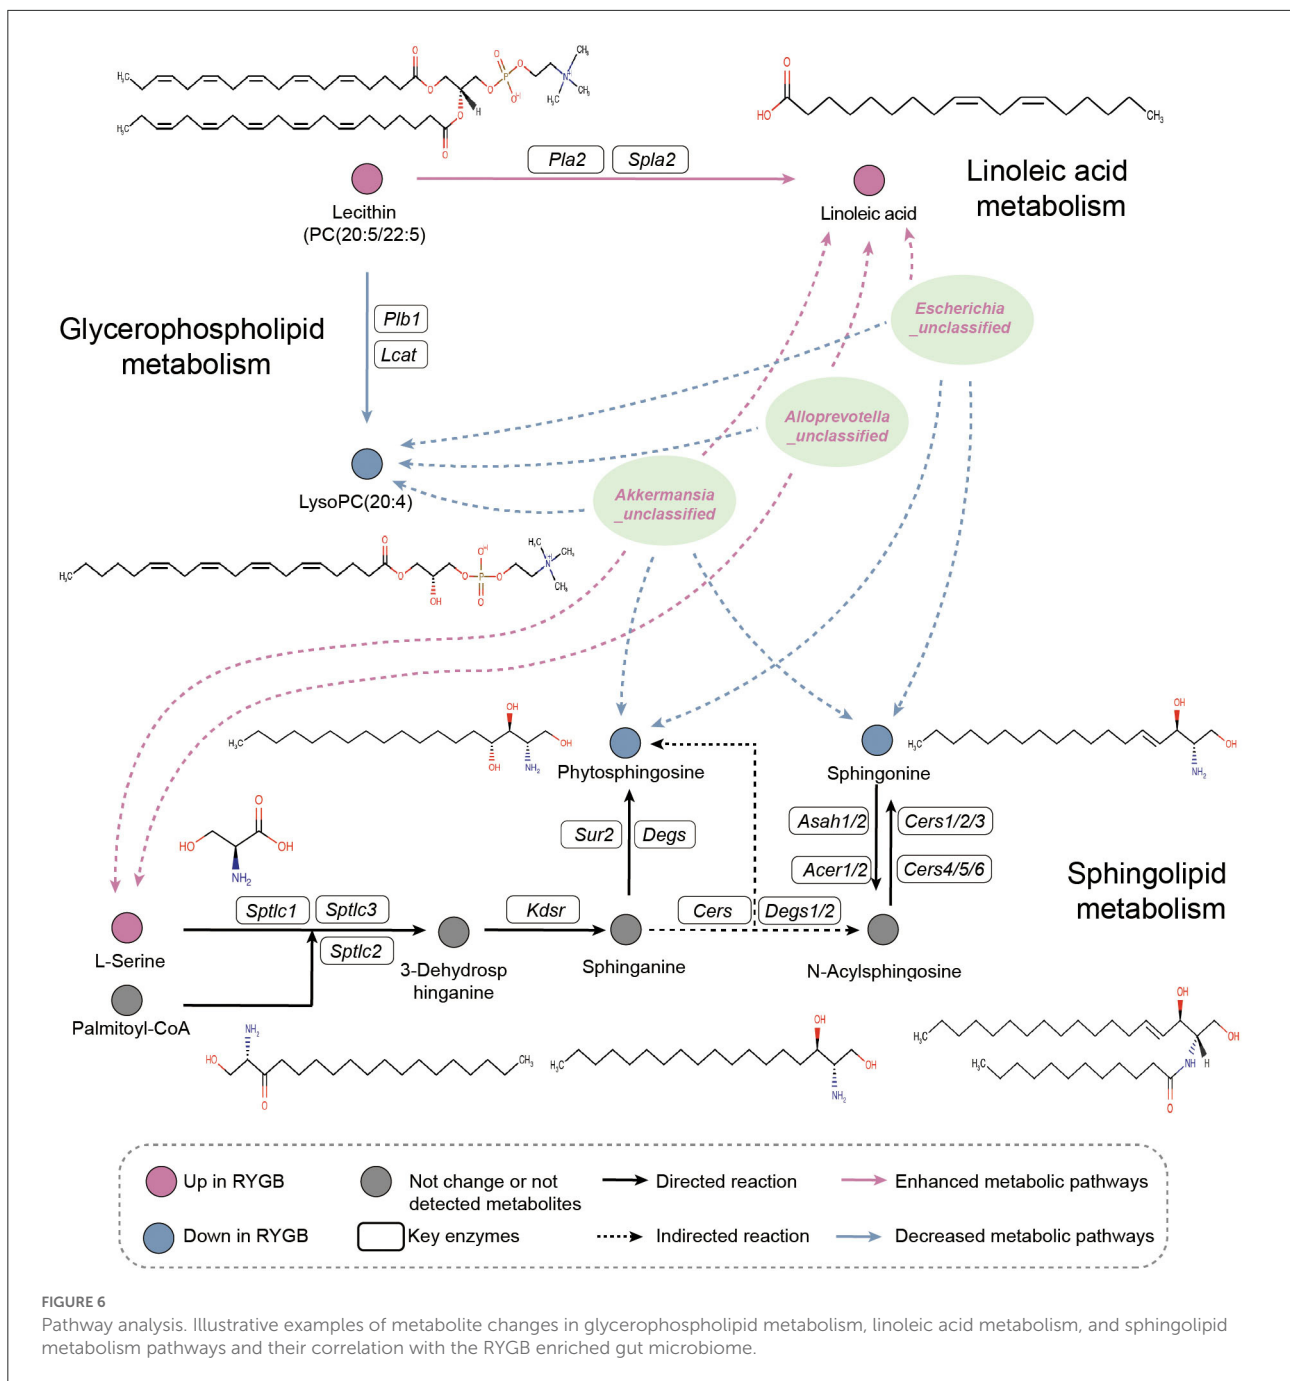 Lecithin
(PC(20:5/22:5)
Pla2
Spla2
Linoleic acid
Linoleic acid
metabolism
Glycerophospholipid
metabolism
Plb1
Lcat
LysoPC(20:4)
Escherichia
_unclassified
Alloprevotella
_unclassified
Akkermansia
_unclassified
Phytosphingosine
Sphingonine
Sur2
Degs
Asah1/2
Cers1/2/3
Acer1/2
Cers4/5/6
Sphingolipid
metabolism
Sptlc1
Sptlc3
Sptlc2
Kdsr
Cers
Degs1/2
L-Serine
Palmitoyl-CoA
3-Dehydrosp
hinganine
Sphinganine
N-Acylsphingosine
Up in RYGB
Not change or not
detected metabolites
Directed reaction
Enhanced metabolic pathways
Down in RYGB
Key enzymes
Indirected reaction
Decreased metabolic pathways
FIGURE 6
Pathway analysis. Illustrative examples of metabolite changes in glycerophospholipid metabolism, linoleic acid metabolism, and sphingolipid
metabolism pathways and their correlation with the RYGB enriched gut microbiome.